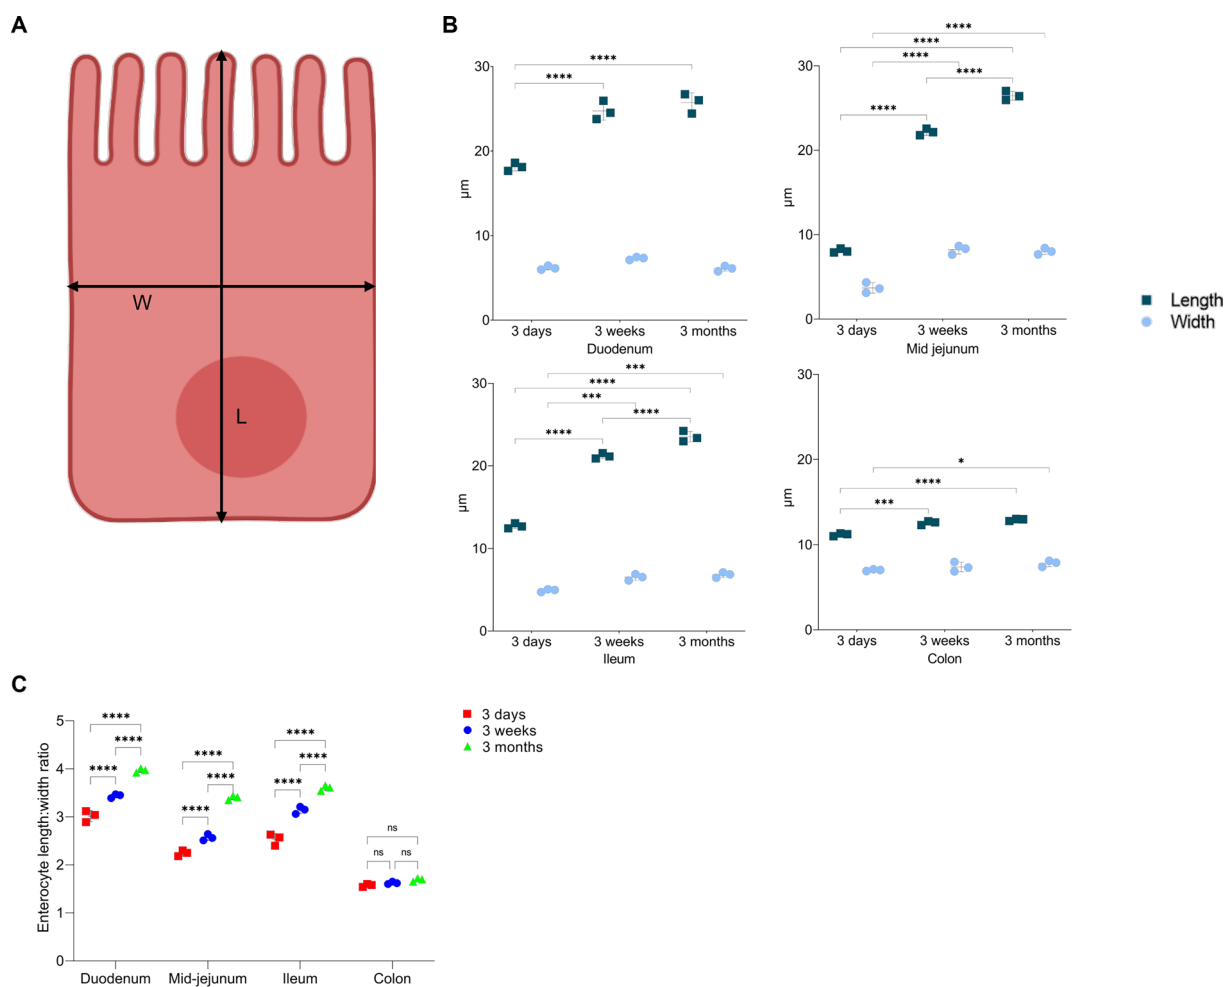 A
W
L
B
****
****
30
20
10
0
µm
3 days
3 weeks
3 months
Duodenum
****
****
****
****
****
30
20
10
0
µm
3 days
3 weeks
3 months
Mid jejunum
Length
Width
***
****
***
****
****
30
20
10
0
µm
3 days
3 weeks
3 months
Ileum
*
****
***
30
20
10
0
µm
3 days
3 weeks
3 months
Colon
C
Enterocyte length:width ratio
5
4
3
2
1
0
****
****
****
****
****
****
****
****
****
ns
ns
ns
Duodenum
Mid-jejunum
Ileum
Colon
3 days
3 weeks
3 months